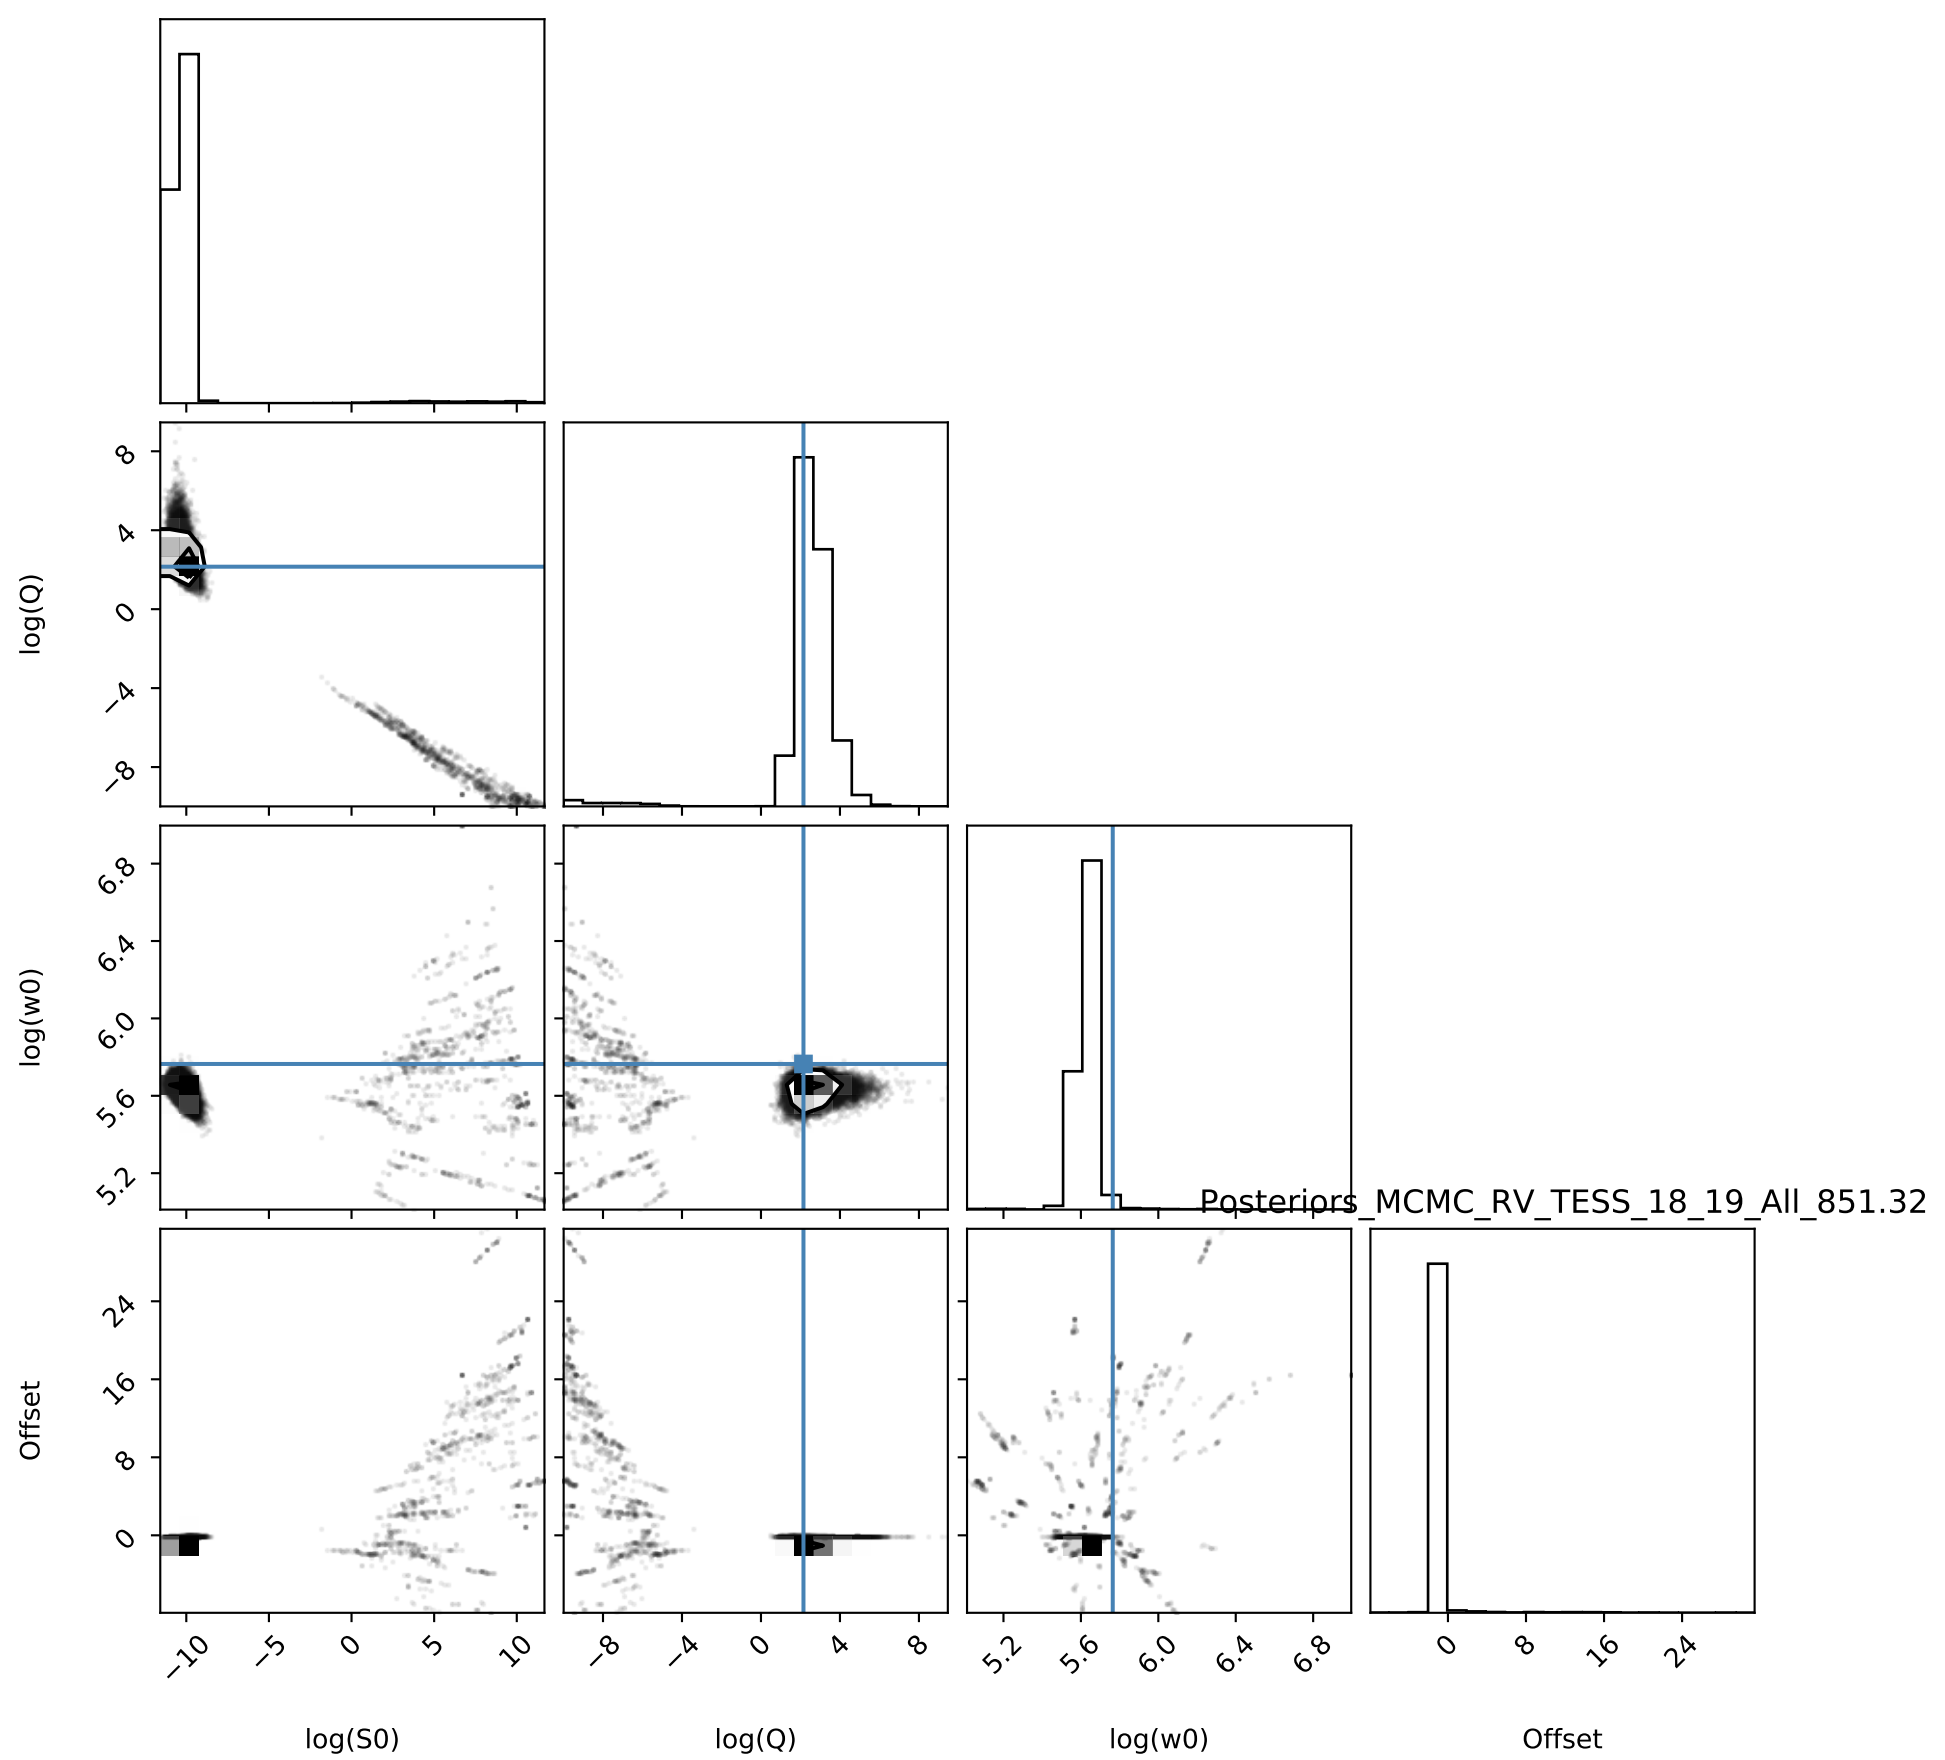 8
4
0
−4
−8
log(Q)
6.8
6.4
6.0
5.6
5.2
log(w0)
Posteriors_MCMC_RV_TESS_18_19_All_851.32
24
16
8
0
Offset
−10 −5 0 5 10
−8 −4 0 4 8
5.2 5.6 6.0 6.4 6.8
0 8 16 24
log(S0) log(Q) log(w0) Offset